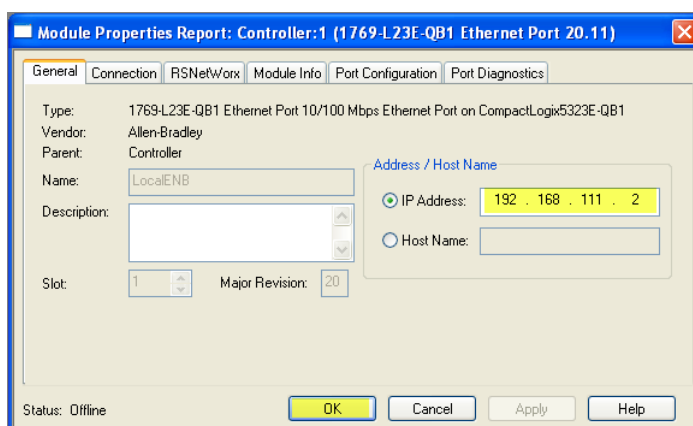 Module Properties Report: Controller:1 (1769-L23E-QB1 Ethernet Port 20.11)
General Connection RSNetWorx Module Info Port Configuration Port Diagnostics
Type: 1769-L23E-QB1 Ethernet Port 10/100 Mbps Ethernet Port on CompactLogix5323E-QB1
Vendor: Allen-Bradley
Parent: Controller
Name: LocalENB
Description:
Slot: 1 Major Revision: 20
Address / Host Name
IP Address: 192 . 168 . 111 . 2
Host Name:
Status: Offline OK Cancel Apply Help